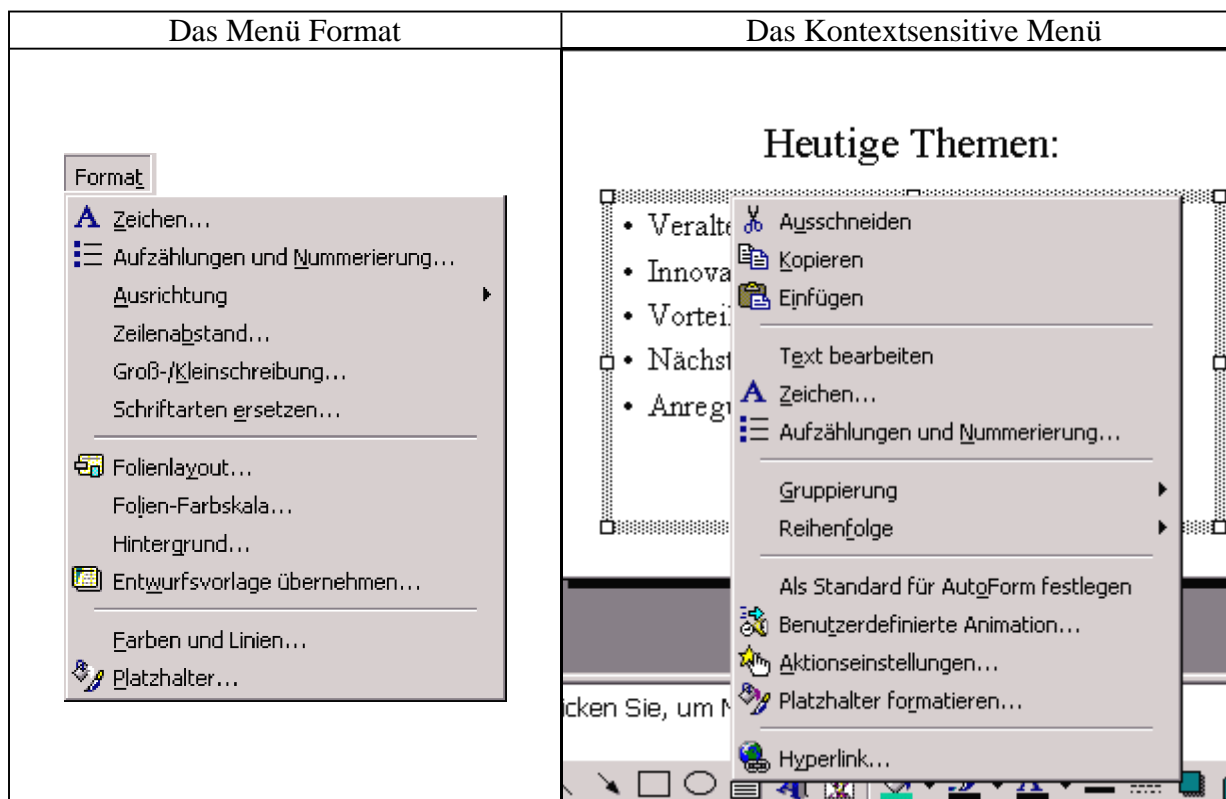 Das Menü Format
Das Kontextsensitive Menü
Format
Zeichen...
Aufzählungen und Nummerierung...
Ausrichtung
Zeilenabstand...
Groß-/Kleinschreibung...
Schriftarten ersetzen...
Folienlayout...
Folien-Farbskala...
Hintergrund...
Entwurfsvorlage übernehmen...
Farben und Linien...
Platzhalter...
Heutige Themen:
• Veralte
• Innova
• Vorteil
• Nächst
• Anregu
Ausschneiden
Kopieren
Einfügen
Text bearbeiten
Zeichen...
Aufzählungen und Nummerierung...
Gruppierung
Reihenfolge
Als Standard für AutoForm festlegen
Benutzerdefinierte Animation...
Aktionseinstellungen...
Platzhalter formatieren...
Hyperlink...
icken Sie, um N